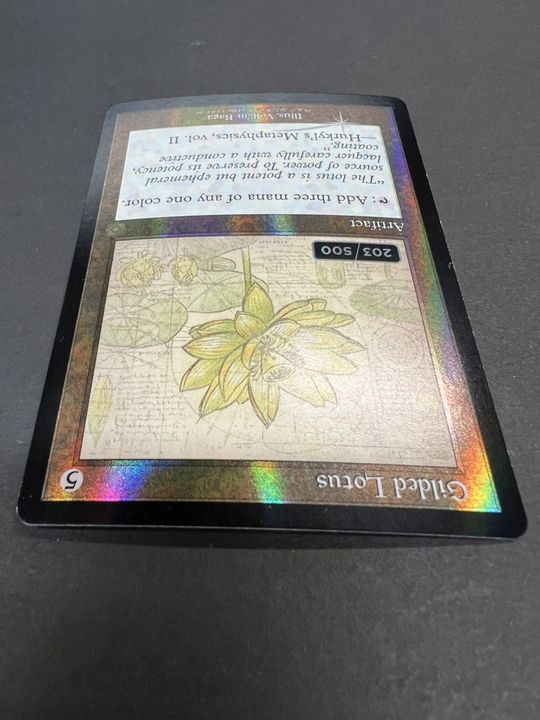 Gilded Lotus
5
203/500
Artifact
: Add three mana of any one color.
"The lotus is a potent but ephemeral
source of power. To preserve its potency,
lacquer carefully with a conductive
coating."
—Hurkyl's Metaphysics, vol. II
Illus. Volkan Baga